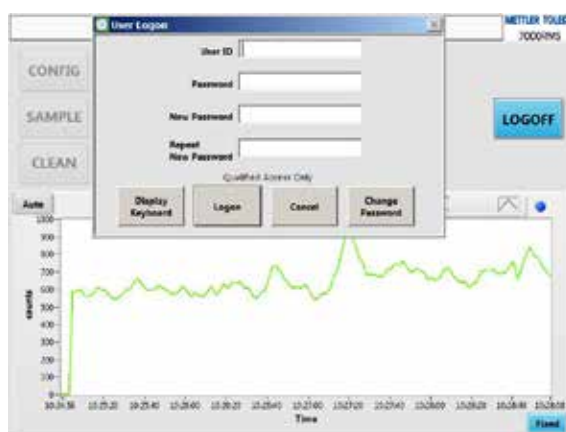 User Logon
METTLER TOLEDO
7000RMS
User ID
CONFIG
Password
SAMPLE
New Password
LOGOFF
Repeat
New Password
CLEAN
Qualified Access Only
Auto
Display
Keyboard
Logon
Cancel
Change
Password
1000
900
800
700
600
500
400
300
200
100
0
counts
Time
Fixed